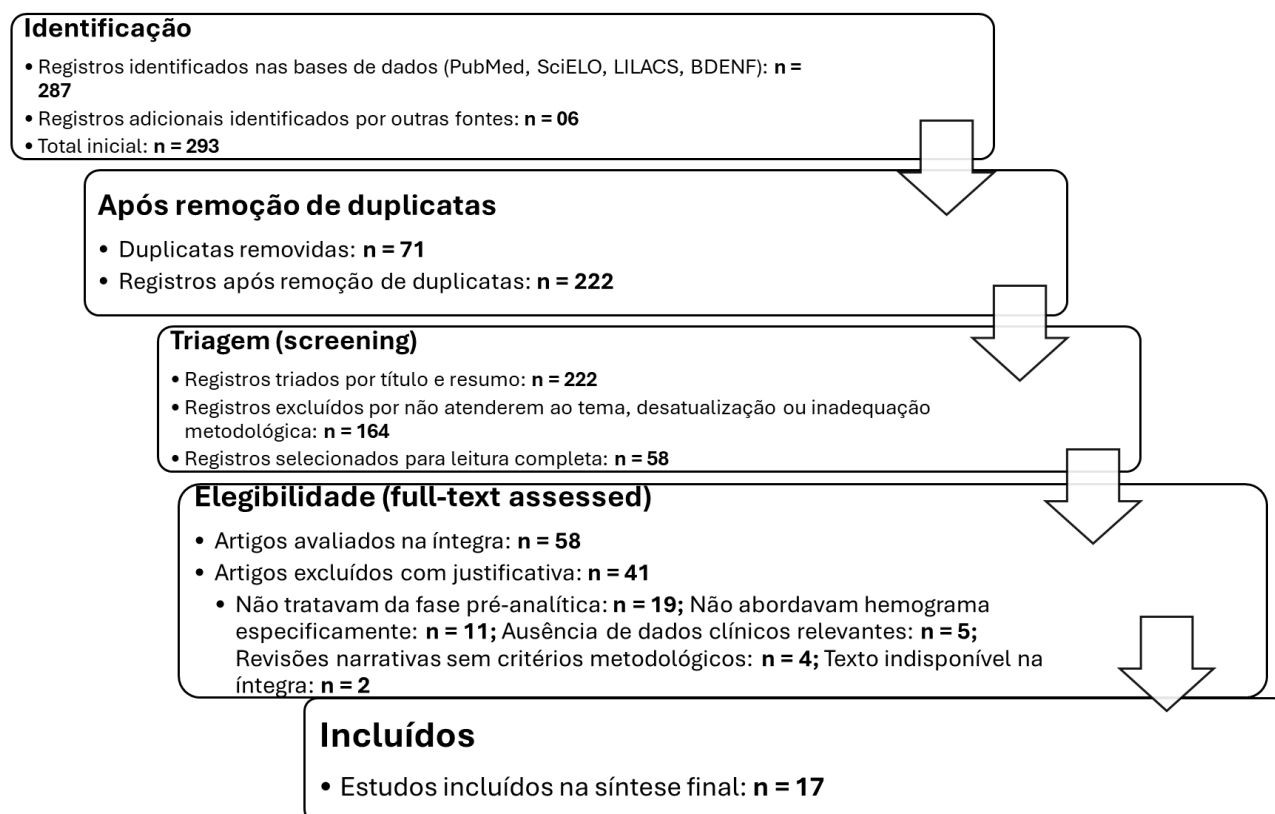 Identificação
• Registros identificados nas bases de dados (PubMed, SciELO, LILACS, BDENF): n =
287
• Registros adicionais identificados por outras fontes: n = 06
• Total inicial: n = 293
Após remoção de duplicatas
• Duplicatas removidas: n = 71
• Registros após remoção de duplicatas: n = 222
Triagem (screening)
• Registros triados por título e resumo: n = 222
• Registros excluídos por não atenderem ao tema, desatualização ou inadequação
metodológica: n = 164
• Registros selecionados para leitura completa: n = 58
Elegibilidade (full-text assessed)
• Artigos avaliados na íntegra: n = 58
• Artigos excluídos com justificativa: n = 41
• Não tratavam da fase pré-analítica: n = 19; Não abordavam hemograma
especificamente: n = 11; Ausência de dados clínicos relevantes: n = 5;
Revisões narrativas sem critérios metodológicos: n = 4; Texto indisponível na
íntegra: n = 2
Incluídos
• Estudos incluídos na síntese final: n = 17